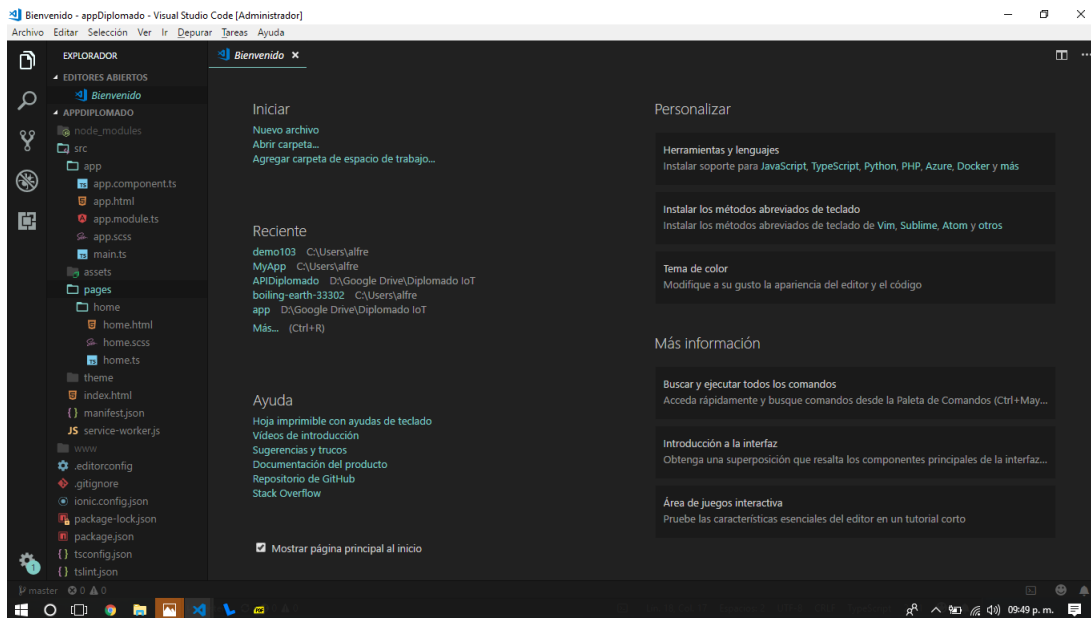 Bienvenido - appDiplomado - Visual Studio Code [Administrador]
Archivo Editar Selección Ver Ir Depurar Tareas Ayuda
EXPLORADOR
EDITORES ABIERTOS
Bienvenido
APPDIPLOMADO
node_modules
src
app
app.component.ts
app.html
app.module.ts
app.scss
main.ts
assets
pages
home
home.html
home.scss
home.ts
theme
index.html
manifest.json
JS service-worker.js
www
.editorconfig
.gitignore
ionic.config.json
package-lock.json
package.json
tsconfig.json
tslint.json
Bienvenido
Iniciar
Nuevo archivo
Abrir carpeta...
Agregar carpeta de espacio de trabajo...
Reciente
demo103 C:\Users\alfre
MyApp C:\Users\alfre
APIDiplomado D:\Google Drive\Diplomado IoT
boiling-earth-33302 C:\Users\alfre
app D:\Google Drive\Diplomado IoT
Más... (Ctrl+R)
Ayuda
Hoja imprimible con ayudas de teclado
Vídeos de introducción
Sugerencias y trucos
Documentación del producto
Repositorio de GitHub
Stack Overflow
Mostrar página principal al inicio
Personalizar
Herramientas y lenguajes
Instalar soporte para JavaScript, TypeScript, Python, PHP, Azure, Docker y más
Instalar los métodos abreviados de teclado
Instalar los métodos abreviados de teclado de Vim, Sublime, Atom y otros
Tema de color
Modifique a su gusto la apariencia del editor y el código
Más información
Buscar y ejecutar todos los comandos
Acceda rápidamente y busque comandos desde la Paleta de Comandos (Ctrl+May...
Introducción a la interfaz
Obtenga una superposición que resalta los componentes principales de la interfaz...
Área de juegos interactiva
Pruebe las características esenciales del editor en un tutorial corto
1
master 0 0
09:49 p. m.